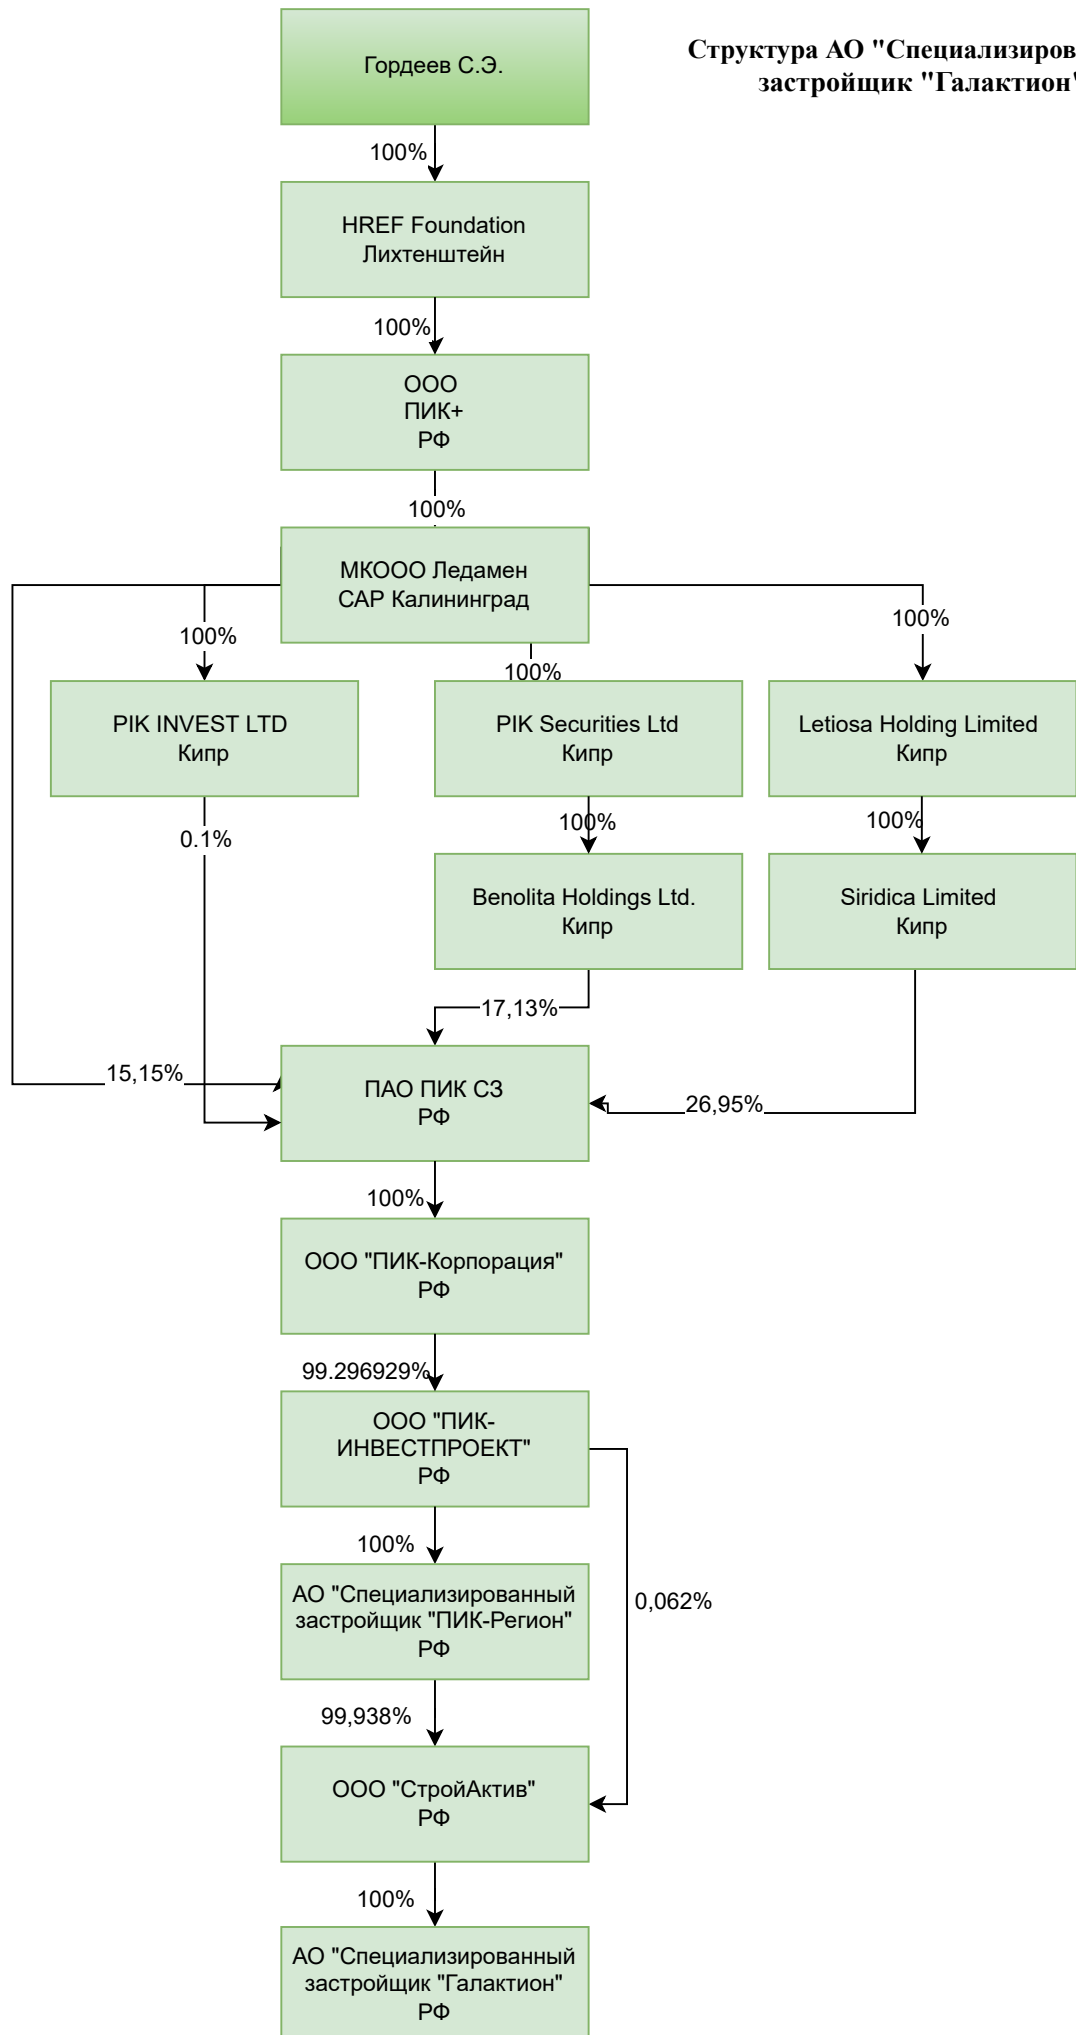 Гордеев С.Э.
Структура АО "Специализиров
застройщик "Галактион"
100%
HREF Foundation
Лихтенштейн
100%
ООО
ПИК+
РФ
100%
МКООО Ледамен
САР Калининград
100%
100%
100%
PIK INVEST LTD
Кипр
PIK Securities Ltd
Кипр
Letiosa Holding Limited
Кипр
0.1%
100%
100%
Benolita Holdings Ltd.
Кипр
Siridica Limited
Кипр
17,13%
15,15%
ПАО ПИК СЗ
РФ
26,95%
100%
ООО "ПИК-Корпорация"
РФ
99.296929%
ООО "ПИК-
ИНВЕСТПРОЕКТ"
РФ
100%
АО "Специализированный
застройщик "ПИК-Регион"
РФ
0,062%
99,938%
ООО "СтройАктив"
РФ
100%
АО "Специализированный
застройщик "Галактион"
РФ